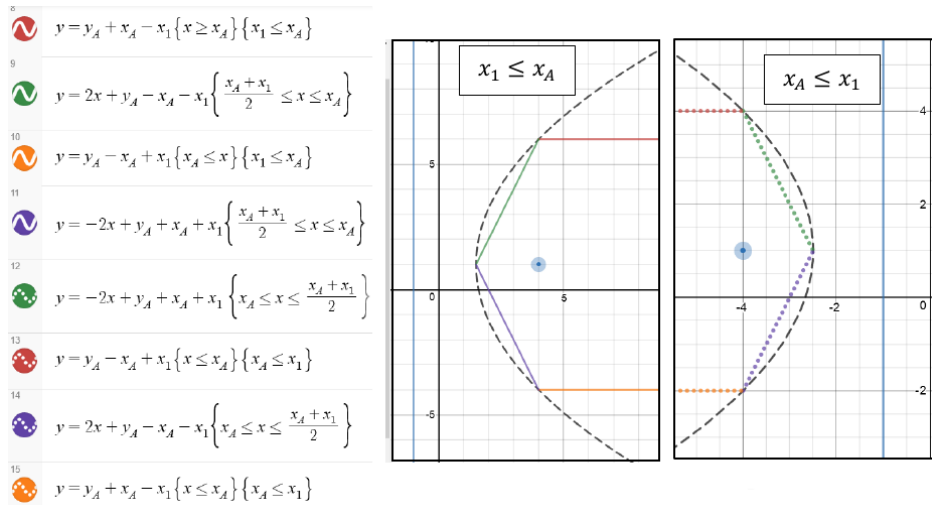 8
y = y_A + x_A − x_1 {x ≥ x_A} {x_1 ≤ x_A}
9
y = 2x + y_A − x_A − x_1 { (x_A + x_1)/2 ≤ x ≤ x_A }
10
y = y_A − x_A + x_1 {x_A ≤ x} {x_1 ≤ x_A}
11
y = −2x + y_A + x_A + x_1 { (x_A + x_1)/2 ≤ x ≤ x_A }
12
y = −2x + y_A + x_A + x_1 { x_A ≤ x ≤ (x_A + x_1)/2 }
13
y = y_A − x_A + x_1 {x ≤ x_A} {x_A ≤ x_1}
14
y = 2x + y_A − x_A − x_1 { x_A ≤ x ≤ (x_A + x_1)/2 }
15
y = y_A + x_A − x_1 {x ≤ x_A} {x_A ≤ x_1}
x_1 ≤ x_A
5
0
5
-5
x_A ≤ x_1
4
2
-4
-2
0
-2